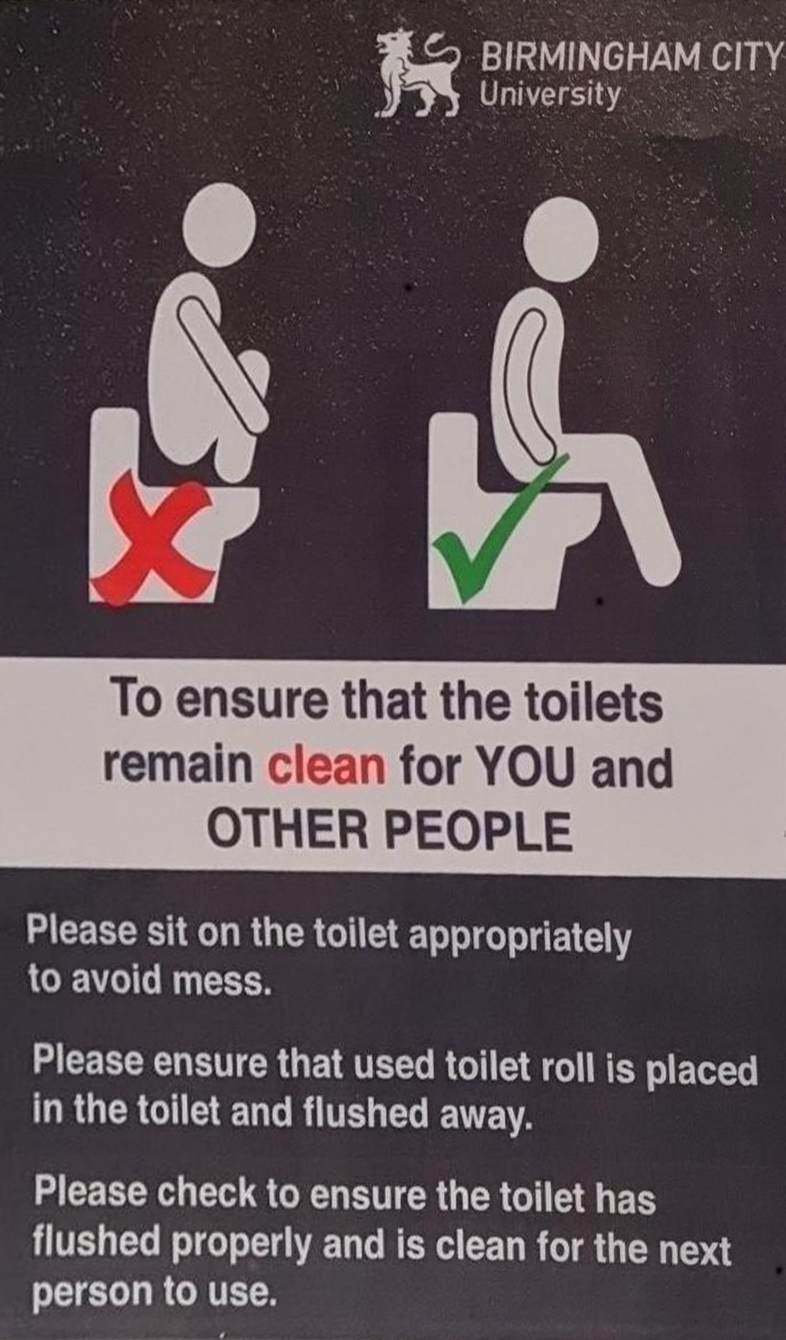 BIRMINGHAM CITY
University
To ensure that the toilets
remain clean for YOU and
OTHER PEOPLE
Please sit on the toilet appropriately
to avoid mess.
Please ensure that used toilet roll is placed
in the toilet and flushed away.
Please check to ensure the toilet has
flushed properly and is clean for the next
person to use.